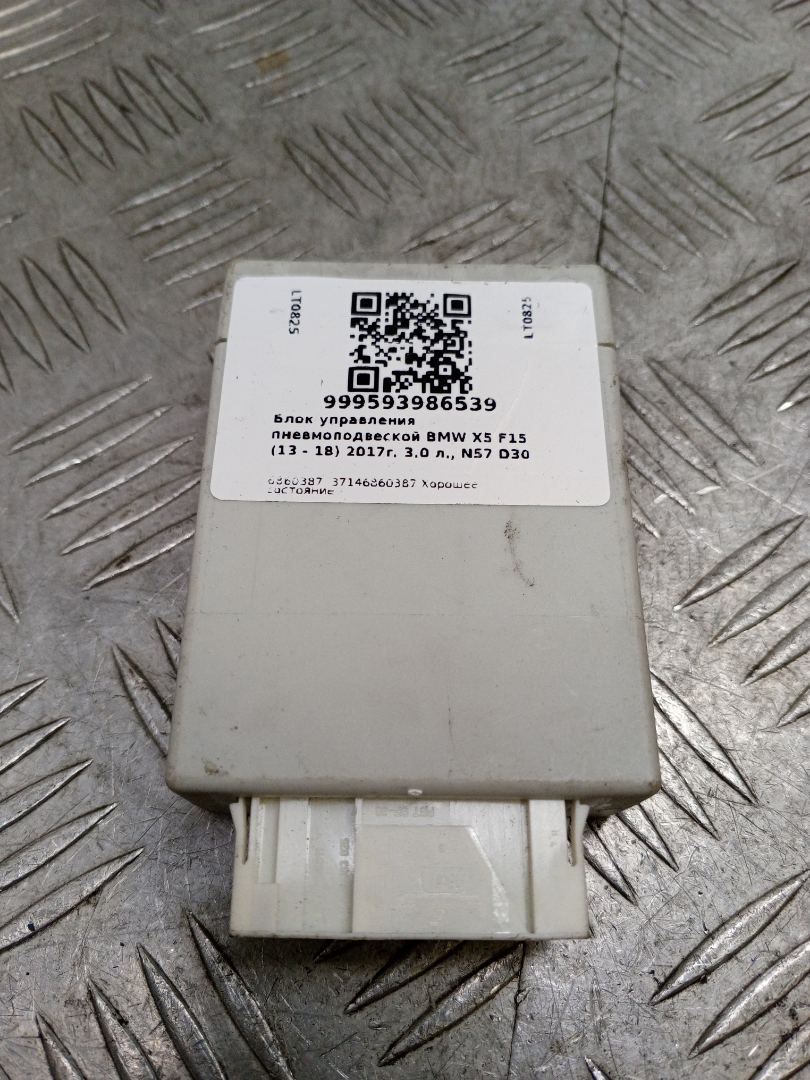 LT0825
LT0825
999593986539
Блок управления
пневмоподвеской BMW X5 F15
(13 - 18) 2017г. 3.0 л., N57 D30
6860387 37146860387 Хорошее
состояние